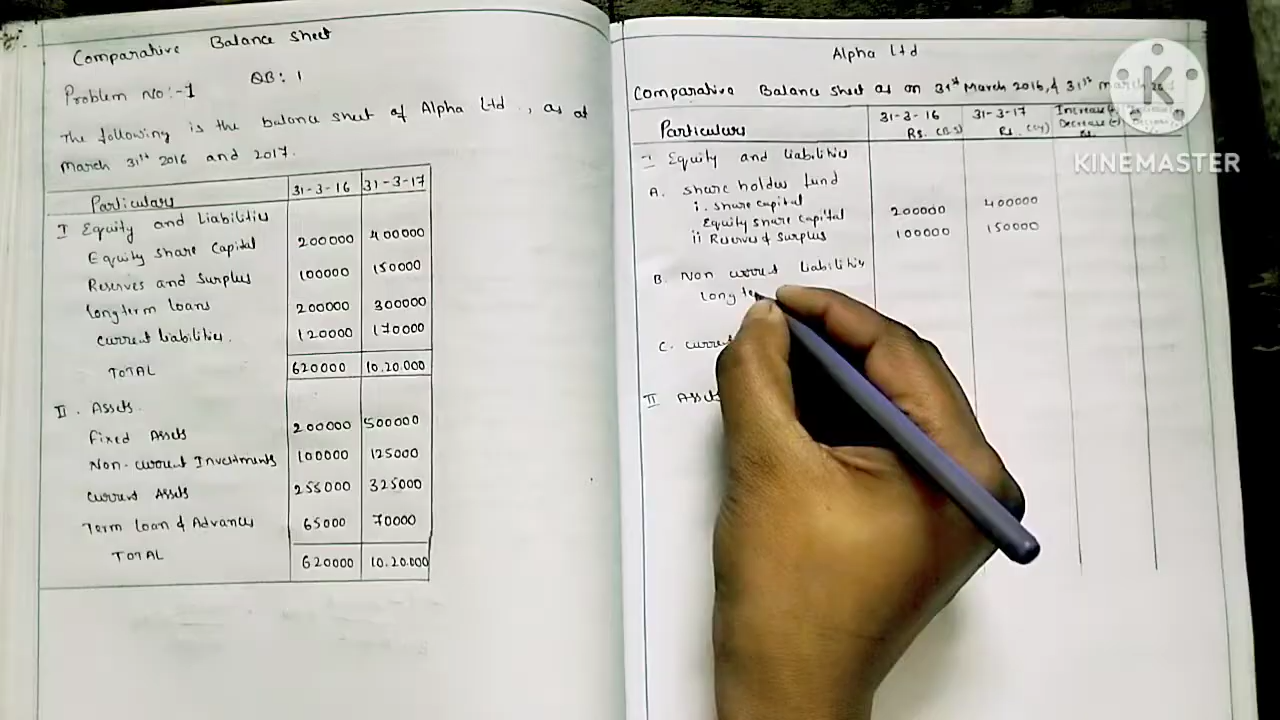 Comparative Balance Sheet
Problem No:-1 QB: 1
The following is the balance sheet of Alpha Ltd., as at
March 31st 2016 and 2017.
Particulars 31-3-16 31-3-17
I Equity and Liabilities
Equity Share Capital 200000 400000
Reserves and Surplus 100000 150000
long term loans 200000 300000
current liabilities. 120000 170000
TOTAL 620000 10.20.000
II. Assets.
Fixed Assets 200000 500000
Non-current Investments 100000 125000
current Assets 255000 325000
Term Loan & Advances 65000 70000
TOTAL 620000 10.20.000
Alpha Ltd
Comparative Balance sheet as on 31st March 2016, & 31st march
Particulars 31-3-16 Rs. 31-3-17 Rs. Increase (+) Decrease (-)
I Equity and liabilities
A. Share holder fund
i. share capital
Equity share capital 200000 400000
ii Reserves & Surplus 100000 150000
B. Non current liabilities
Long te
C. curre
II Assets
K
KINEMASTER